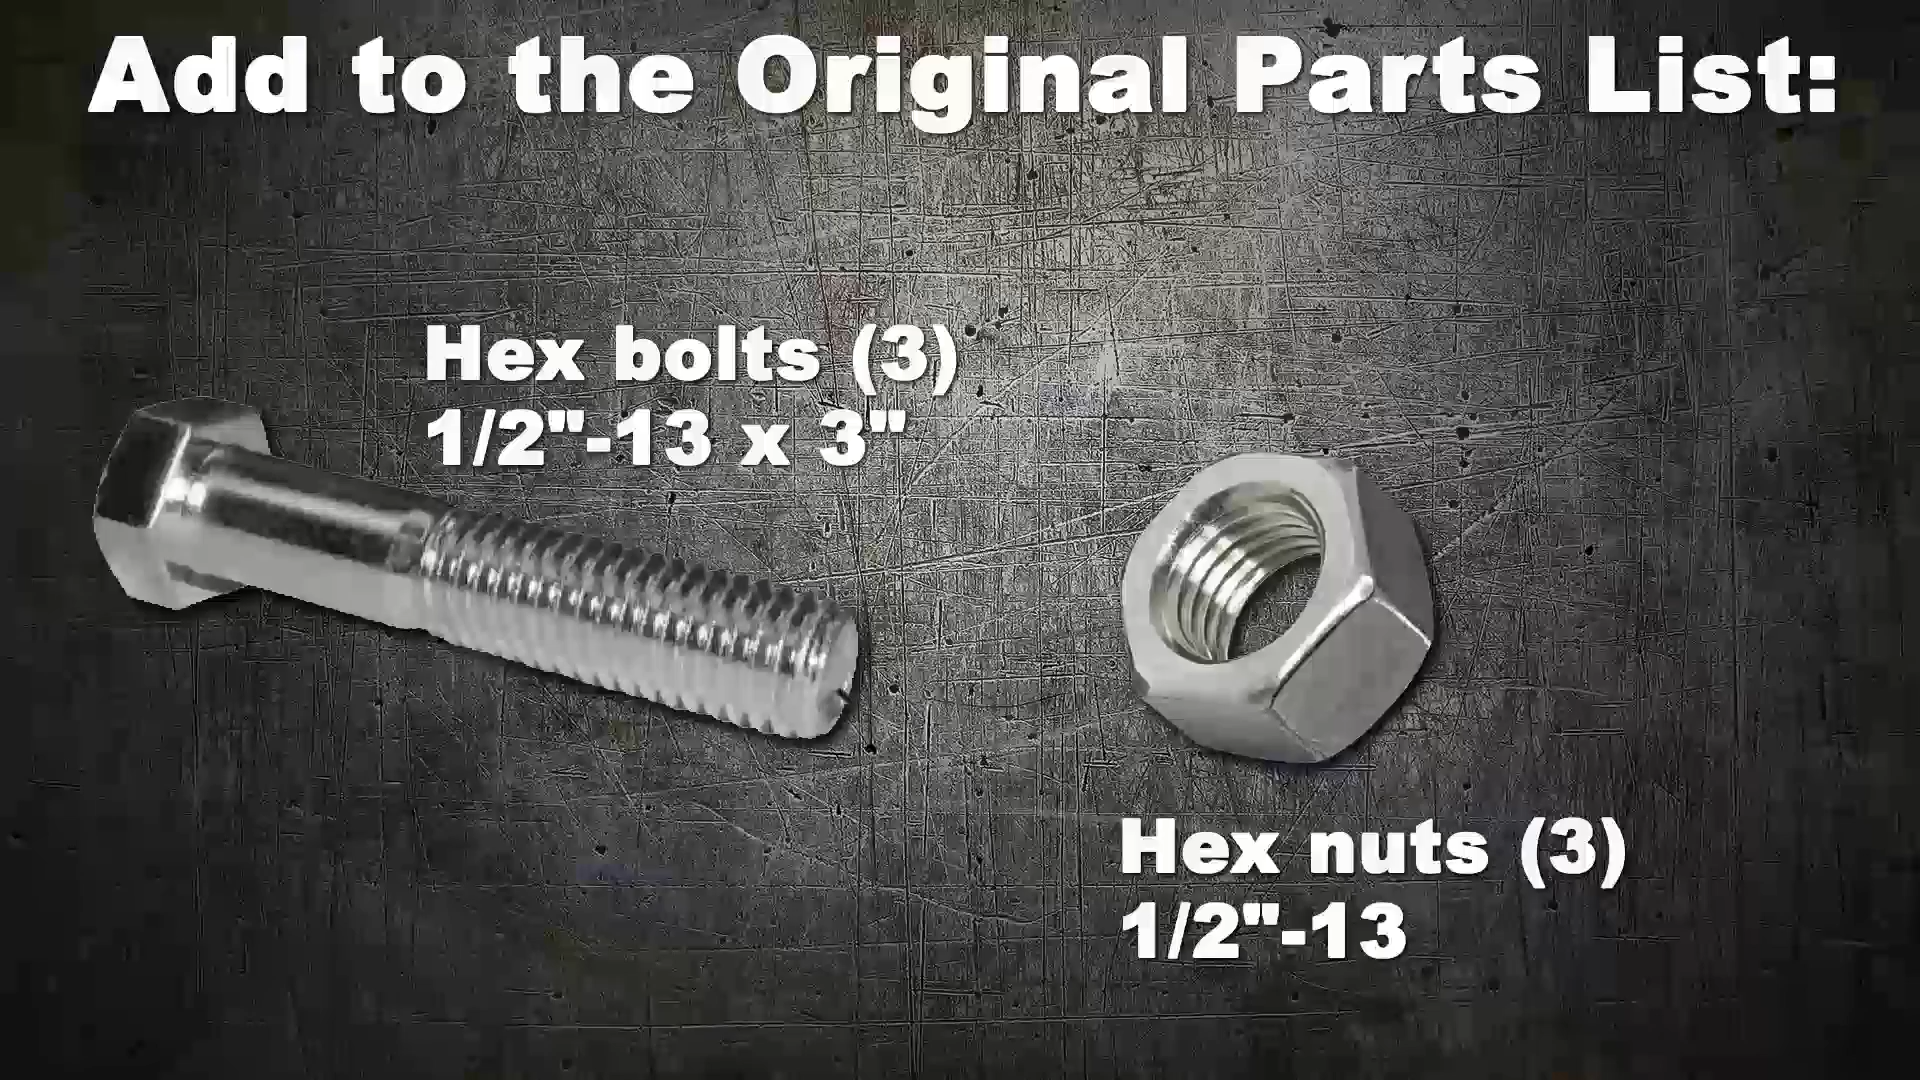 Add to the Original Parts List:
Hex bolts (3)
1/2"-13 x 3"
Hex nuts (3)
1/2"-13